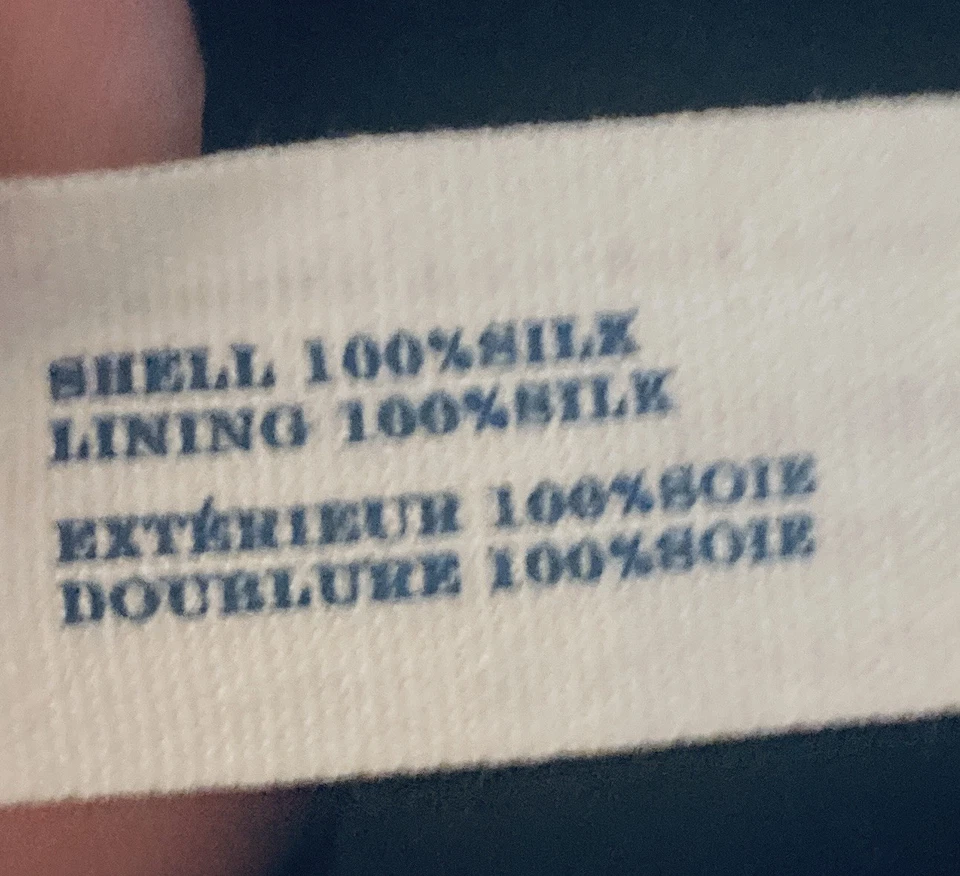 SHELL 100%SILK
LINING 100%SILK
EXTÉRIEUR 100%SOIE
DOUBLURE 100%SOIE